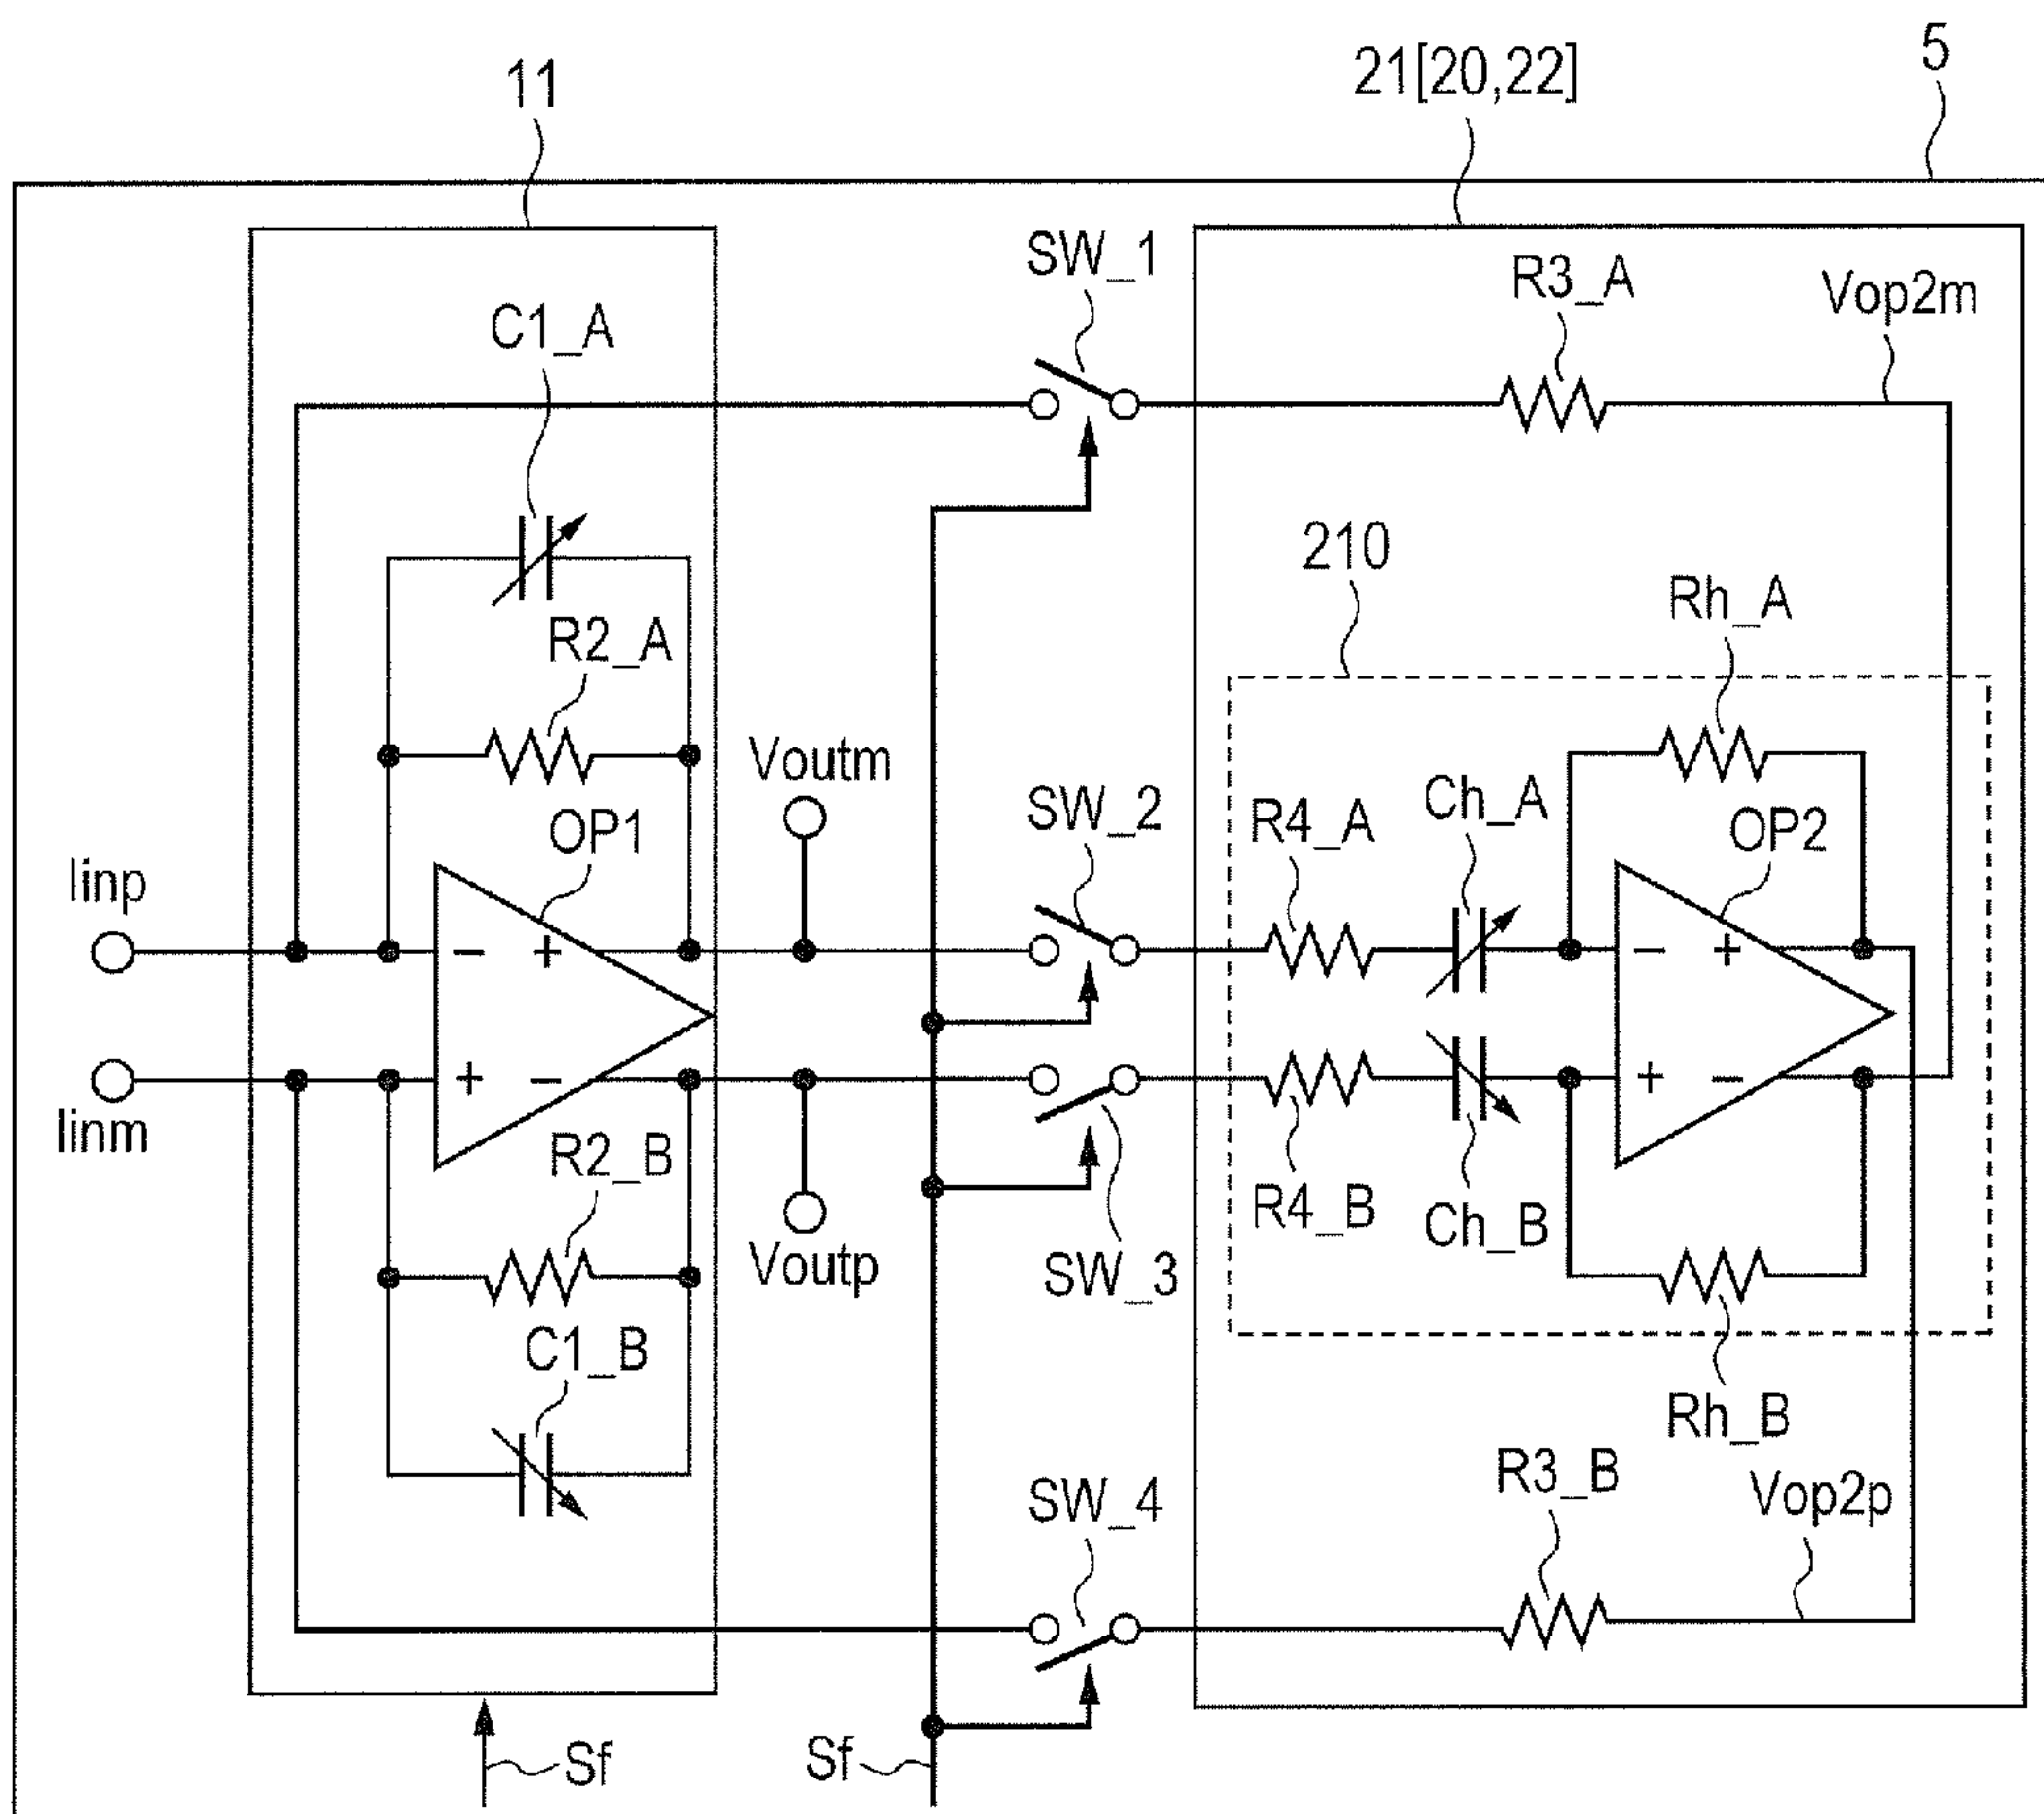 5
11
21[20,22]
SW_1
R3_A
Vop2m
C1_A
210
Rh_A
R2_A
Voutm
SW_2
R4_A
Ch_A
OP2
OP1
Iinp
− +
− +
+ −
+ −
Iinm
R2_B
Voutp
SW_3
R4_B
Ch_B
C1_B
Rh_B
SW_4
R3_B
Vop2p
Sf
Sf